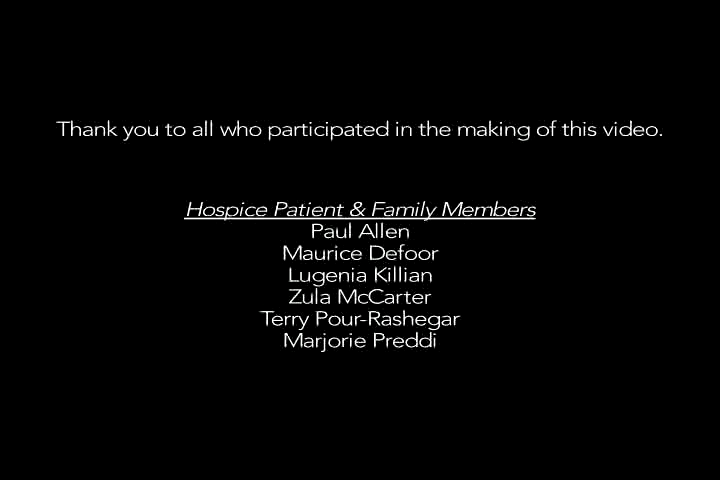 Thank you to all who participated in the making of this video.
Hospice Patient & Family Members
Paul Allen
Maurice Defoor
Lugenia Killian
Zula McCarter
Terry Pour-Rashegar
Marjorie Preddi